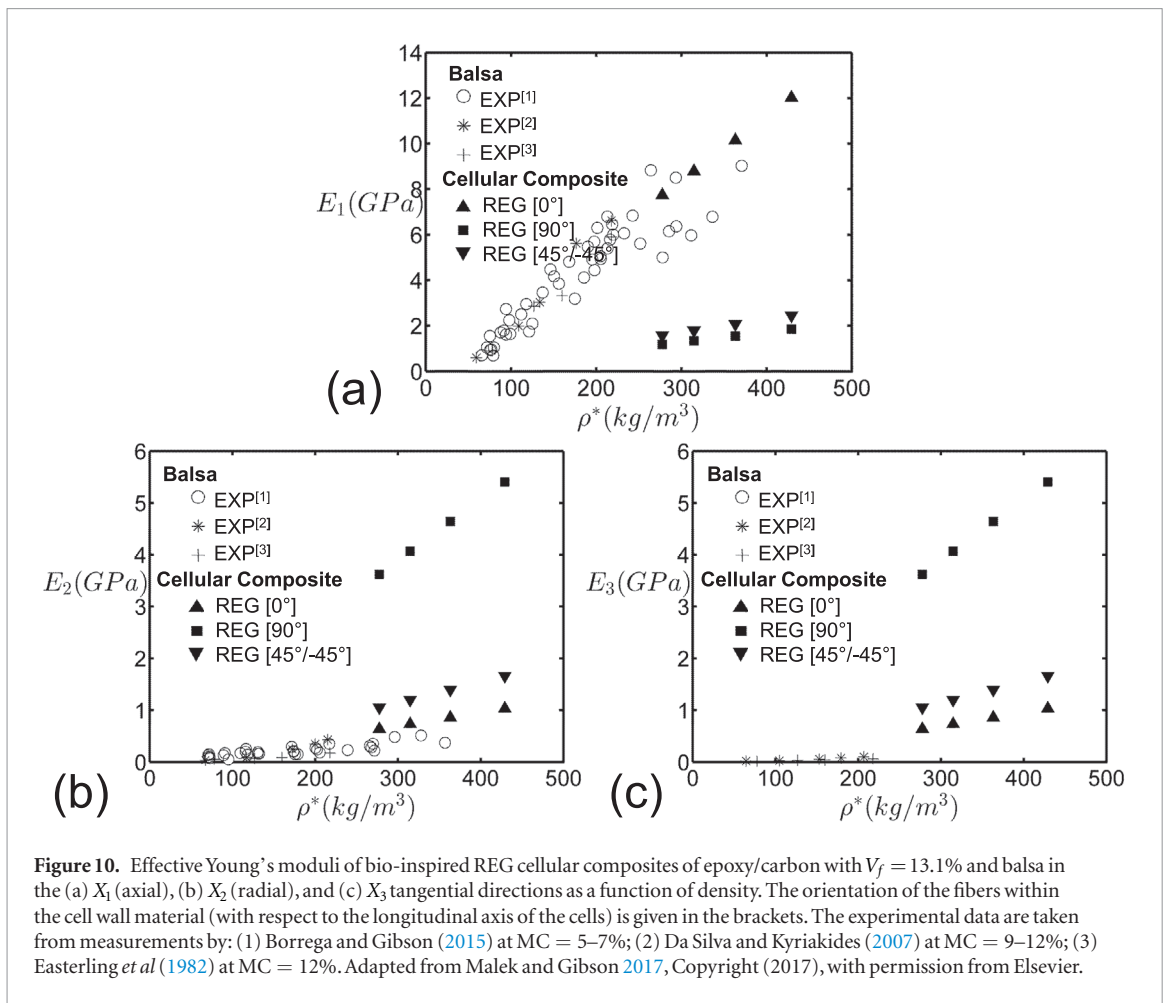 14
12
10
8
6
4
2
0
E₁(GPa)
Balsa
EXP[1]
EXP[2]
EXP[3]
Cellular Composite
REG [0°]
REG [90°]
REG [45°/-45°]
0 100 200 300 400 500
(a)
ρ*(kg/m³)
6
5
4
3
2
1
0
E₂(GPa)
Balsa
EXP[1]
EXP[2]
EXP[3]
Cellular Composite
REG [0°]
REG [90°]
REG [45°/-45°]
0 100 200 300 400 500
(b)
ρ*(kg/m³)
6
5
4
3
2
1
0
E₃(GPa)
Balsa
EXP[1]
EXP[2]
EXP[3]
Cellular Composite
REG [0°]
REG [90°]
REG [45°/-45°]
0 100 200 300 400 500
(c)
ρ*(kg/m³)
Figure 10. Effective Young's moduli of bio-inspired REG cellular composites of epoxy/carbon with V_f = 13.1% and balsa in
the (a) X₁ (axial), (b) X₂ (radial), and (c) X₃ tangential directions as a function of density. The orientation of the fibers within
the cell wall material (with respect to the longitudinal axis of the cells) is given in the brackets. The experimental data are taken
from measurements by: (1) Borrega and Gibson (2015) at MC = 5–7%; (2) Da Silva and Kyriakides (2007) at MC = 9–12%; (3)
Easterling et al (1982) at MC = 12%. Adapted from Malek and Gibson 2017, Copyright (2017), with permission from Elsevier.